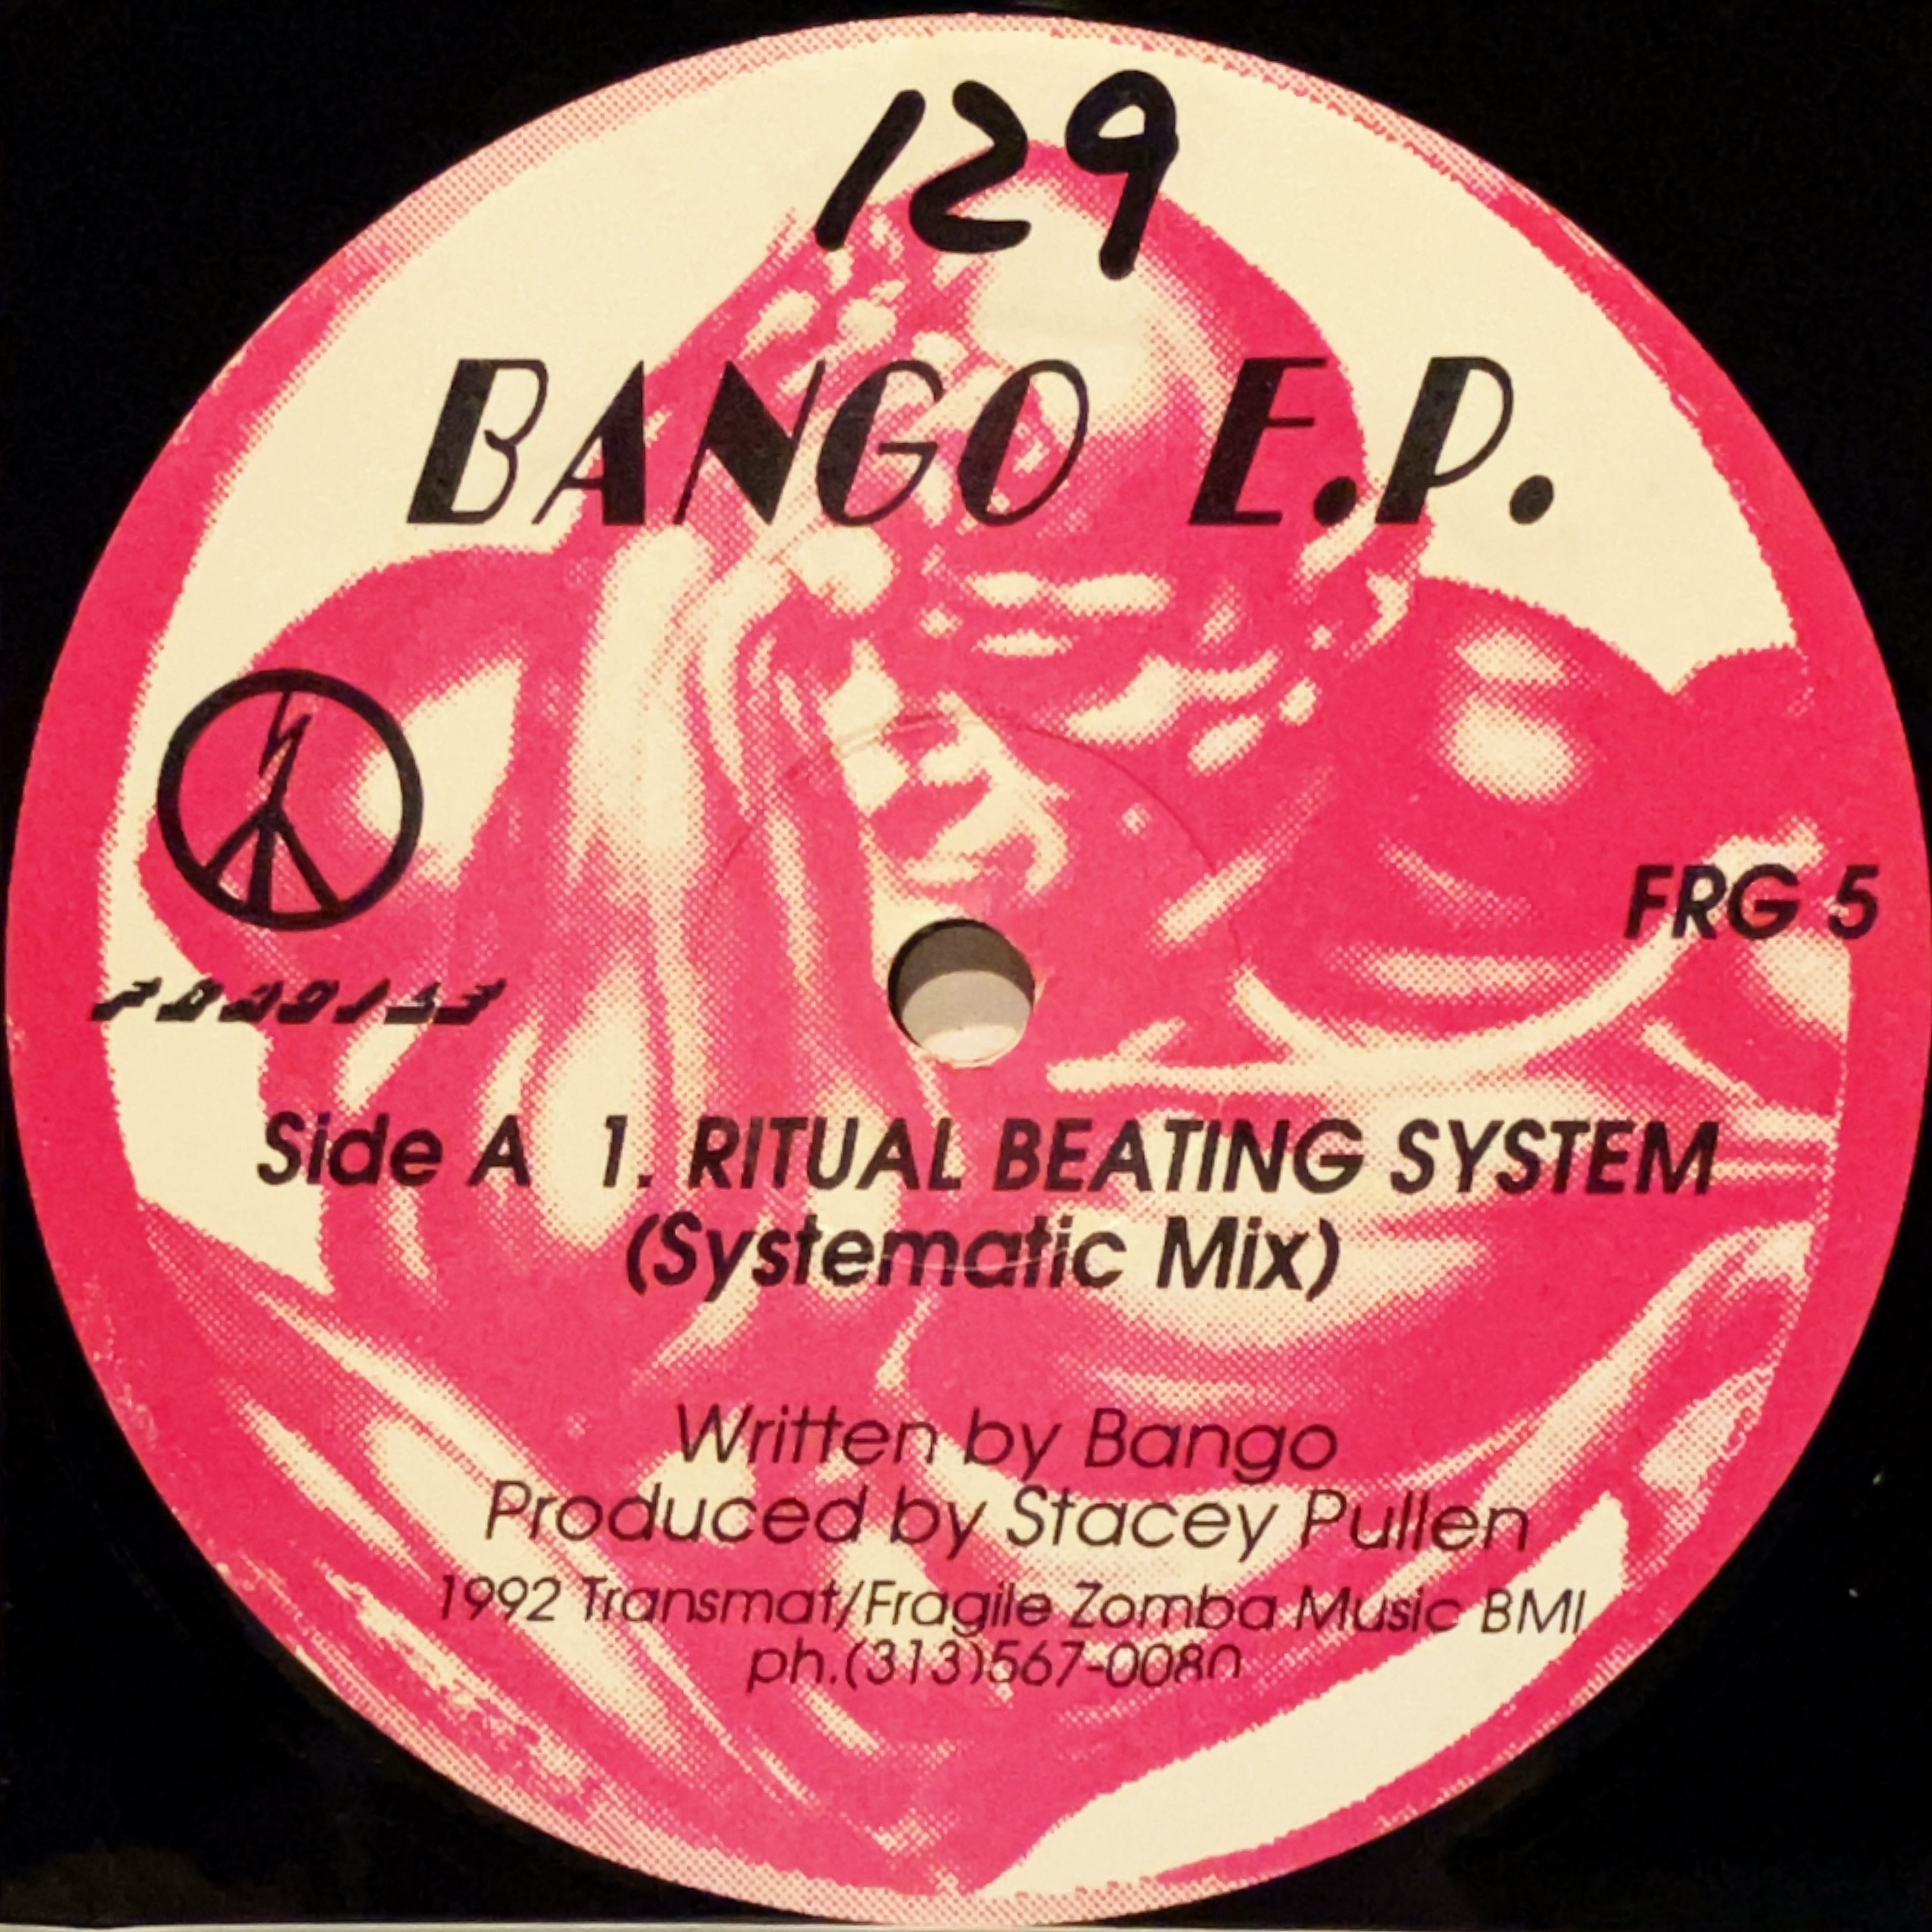 129
BANGO E.P.
FRG 5
Side A 1. RITUAL BEATING SYSTEM
(Systematic Mix)
Written by Bango
Produced by Stacey Pullen
1992 Transmat/Fragile Zomba Music BMI
ph.(313)567-0080